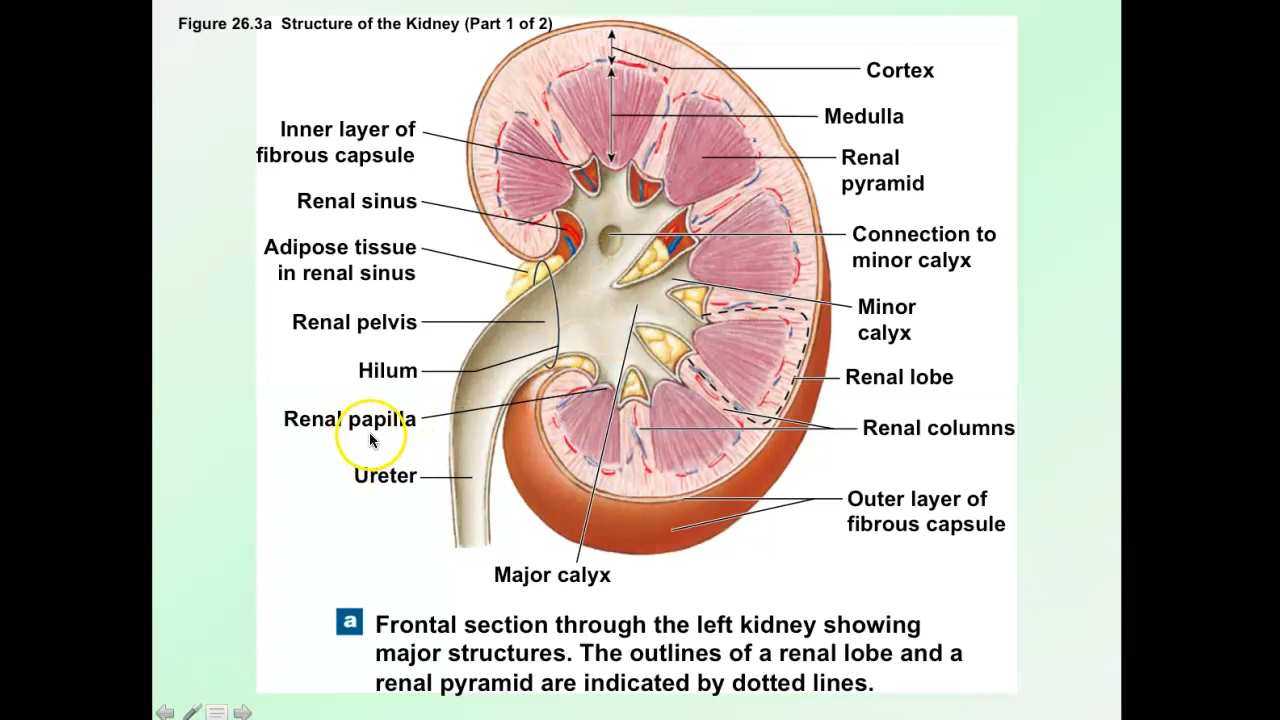 Figure 26.3a  Structure of the Kidney (Part 1 of 2)
Cortex
Medulla
Inner layer of
fibrous capsule
Renal
pyramid
Renal sinus
Connection to
minor calyx
Adipose tissue
in renal sinus
Minor
calyx
Renal pelvis
Hilum
Renal lobe
Renal papilla
Renal columns
Ureter
Outer layer of
fibrous capsule
Major calyx
a
Frontal section through the left kidney showing
major structures. The outlines of a renal lobe and a
renal pyramid are indicated by dotted lines.